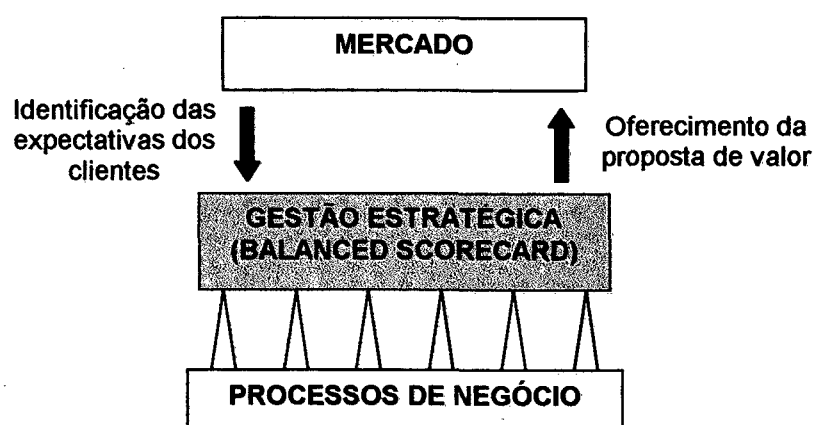 MERCADO
Identificação das
expectativas dos
clientes
Oferecimento da
proposta de valor
GESTÃO ESTRATÉGICA
(BALANCED SCORECARD)
PROCESSOS DE NEGÓCIO